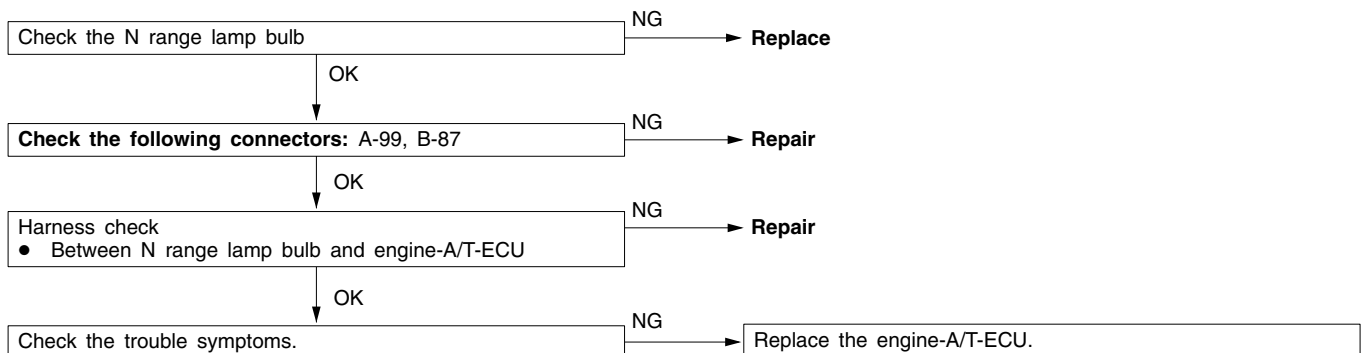 NG
Check the N range lamp bulb
Replace
OK
NG
Check the following connectors: A-99, B-87
Repair
OK
NG
Harness check
Repair
● Between N range lamp bulb and engine-A/T-ECU
OK
NG
Check the trouble symptoms.
Replace the engine-A/T-ECU.